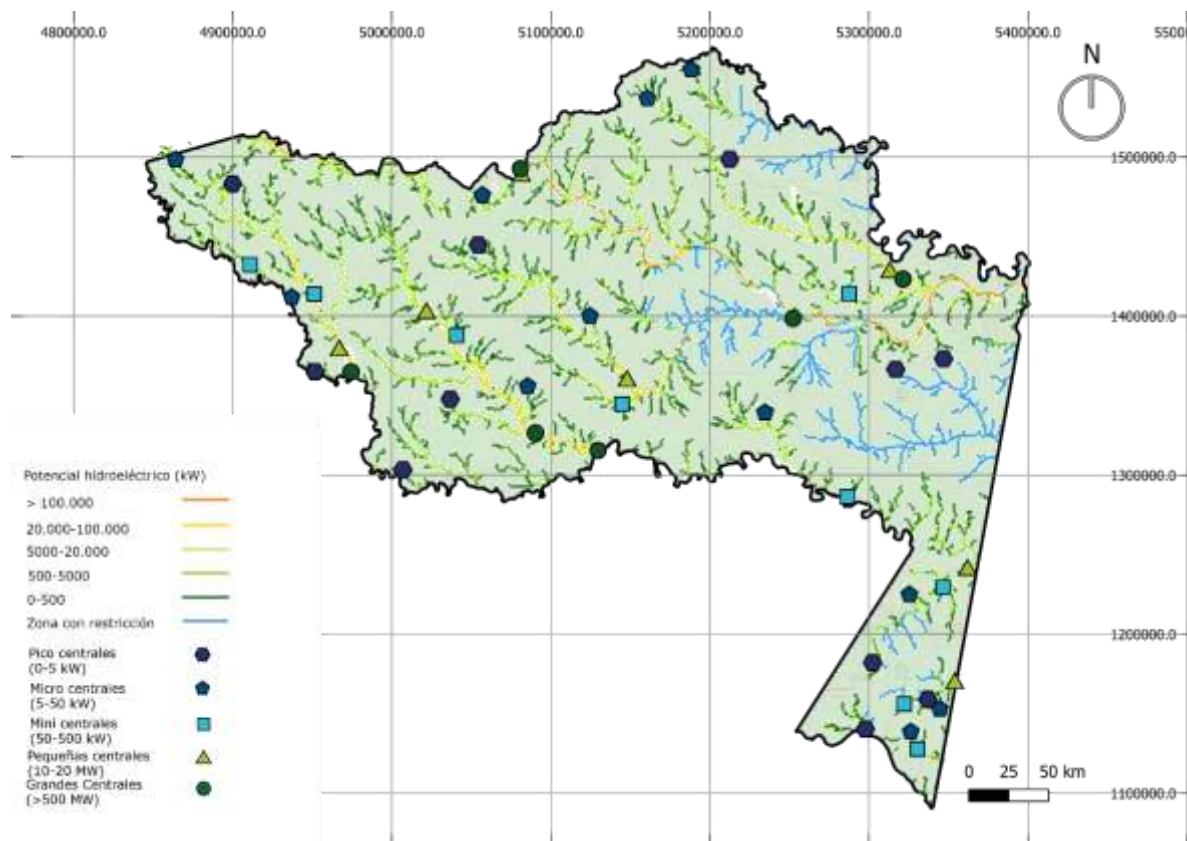 4800000.0 4900000.0 5000000.0 5100000.0 5200000.0 5300000.0 5400000.0 5500
N
1500000.0
1400000.0
1300000.0
1200000.0
1100000.0
0 25 50 km
Potencial hidroeléctrico (kW)
> 100.000
20.000-100.000
5000-20.000
500-5000
0-500
Zona con restricción
Pico centrales
(0-5 kW)
Micro centrales
(5-50 kW)
Mini centrales
(50-500 kW)
Pequeñas centrales
(10-20 MW)
Grandes Centrales
(>500 MW)